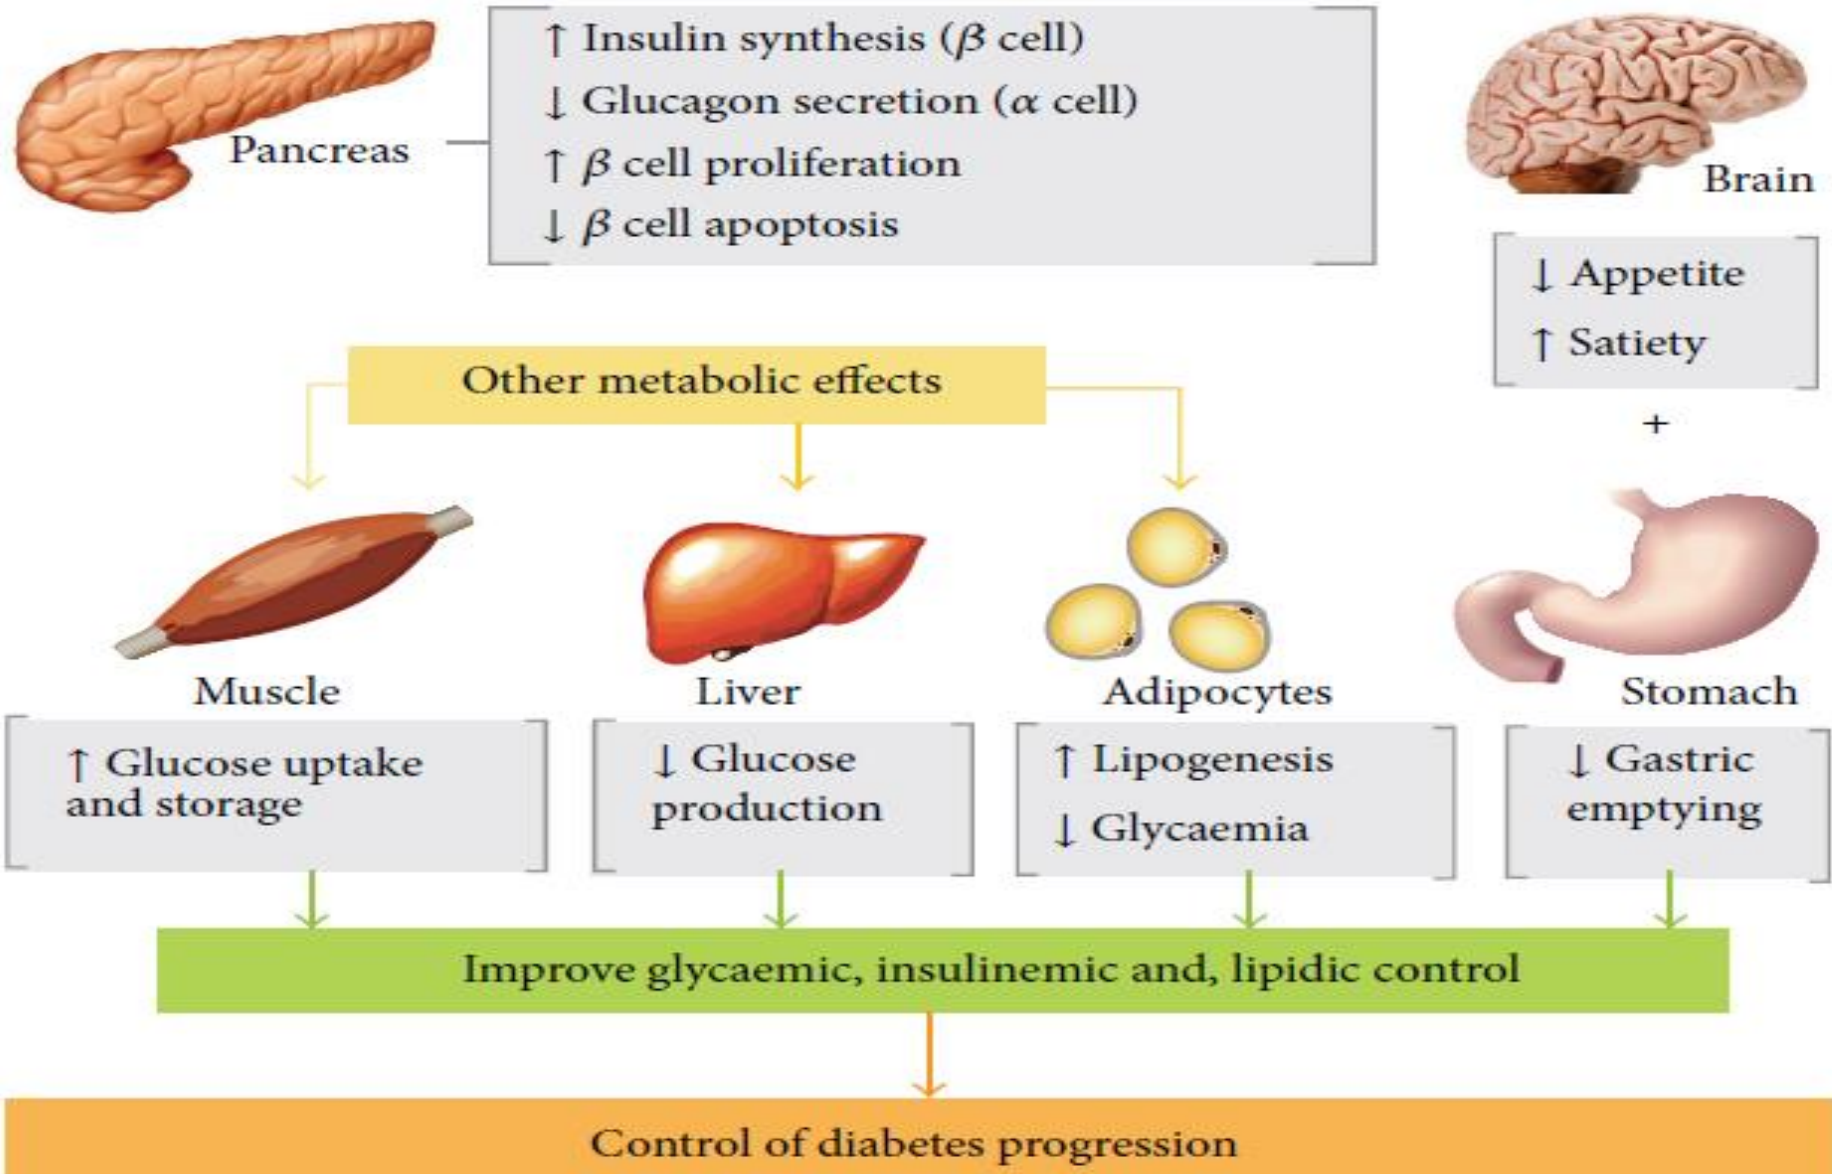 ↑ Insulin synthesis (β cell)
↓ Glucagon secretion (α cell)
↑ β cell proliferation
↓ β cell apoptosis
Pancreas
Brain
↓ Appetite
↑ Satiety
+
Other metabolic effects
Muscle
↑ Glucose uptake
and storage
Liver
↓ Glucose
production
Adipocytes
↑ Lipogenesis
↓ Glycaemia
Stomach
↓ Gastric
emptying
Improve glycaemic, insulinemic and, lipidic control
Control of diabetes progression